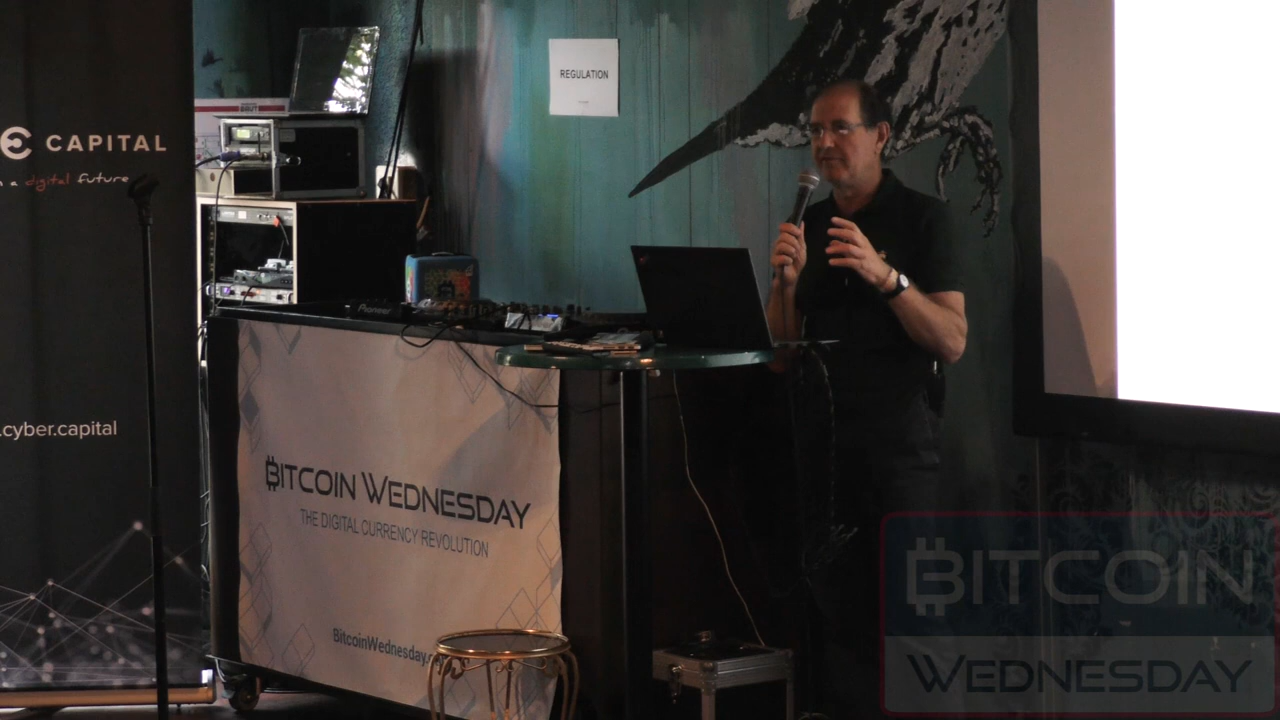 REGULATION
CAPITAL
a digital future
.cyber.capital
Pioneer
BITCOIN WEDNESDAY
THE DIGITAL CURRENCY REVOLUTION
BitcoinWednesday.
BITCOIN
WEDNESDAY